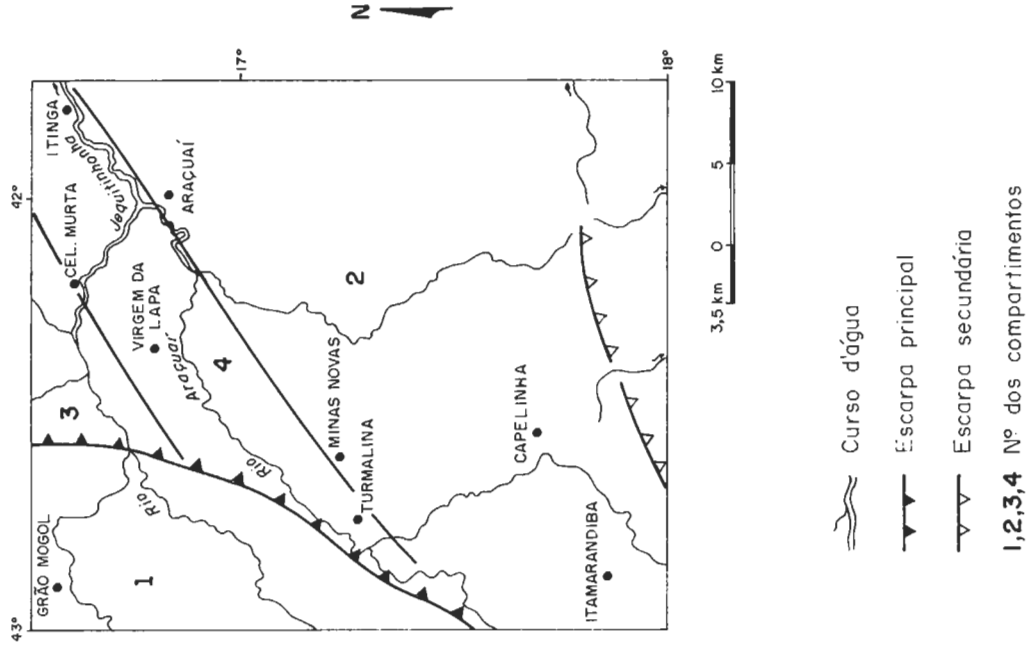 N
43°
42°
17°
18°
ITINGA
Jequitinhonha
CEL. MURTA
ARAÇUAÍ
VIRGEM DA
LAPA
Araçuaí
Rio
GRÃO MOGOL
Rio
1
2
3
4
MINAS NOVAS
TURMALINA
CAPELINHA
ITAMARANDIBA
3,5 km 0 5 10 km
Curso d'água
Escarpa principal
Escarpa secundária
1,2,3,4 Nº dos compartimentos